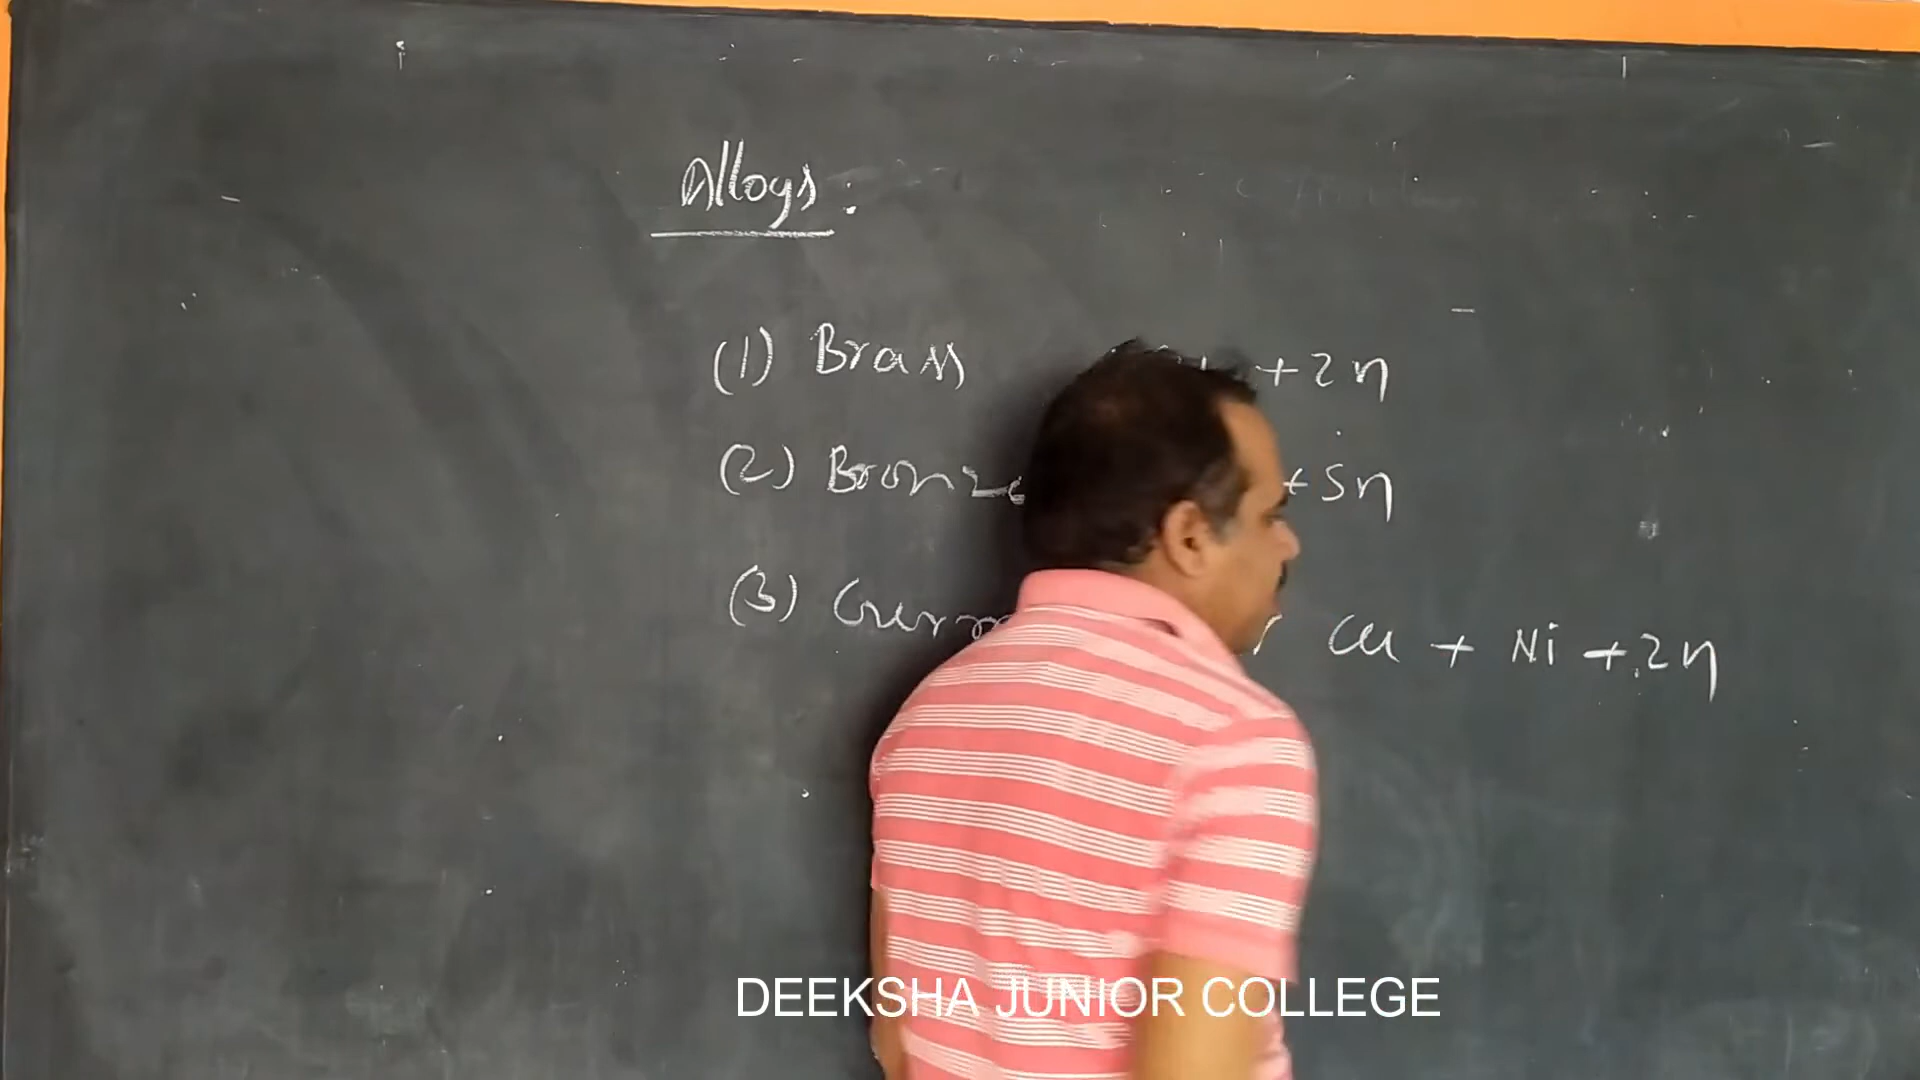 Alloys :
(1) Brass + Zn
(2) Bronze + Sn
(3) Cu + Ni + Zn
DEEKSHA JUNIOR COLLEGE